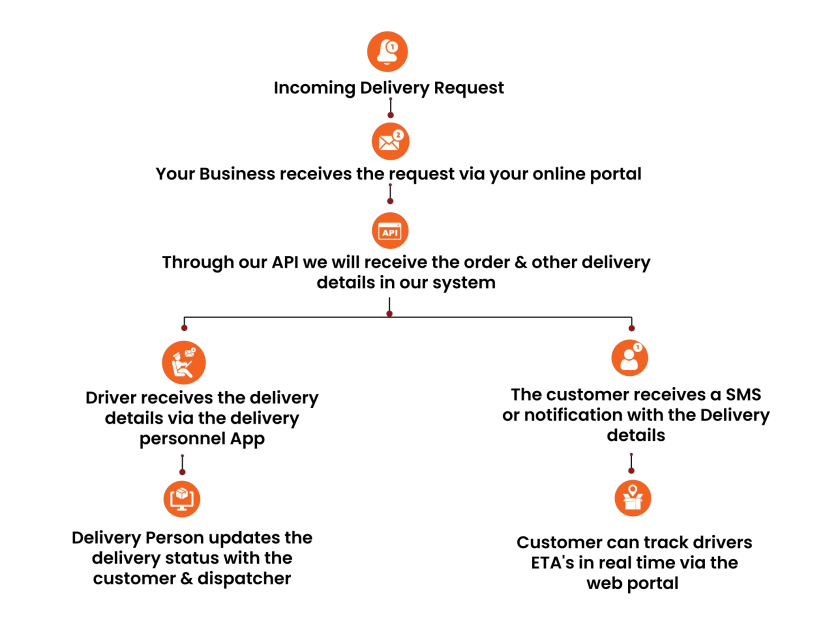 1
Incoming Delivery Request
2
Your Business receives the request via your online portal
API
Through our API we will receive the order & other delivery
details in our system
Driver receives the delivery
details via the delivery
personnel App
1
The customer receives a SMS
or notification with the Delivery
details
Delivery Person updates the
delivery status with the
customer & dispatcher
Customer can track drivers
ETA's in real time via the
web portal